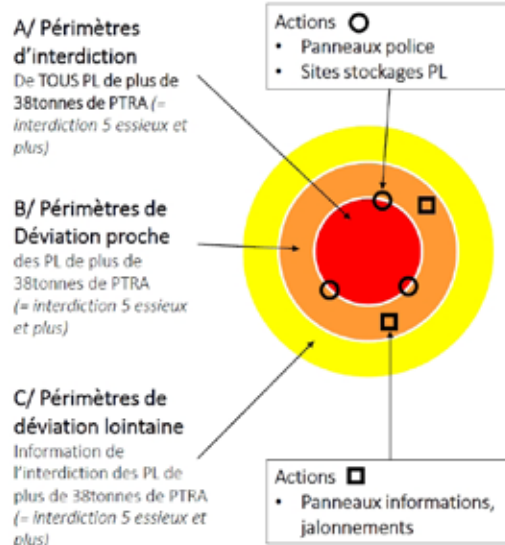 A/ Périmètres
d'interdiction
De TOUS PL de plus de
38tonnes de PTRA (=
interdiction 5 essieux et
plus)
B/ Périmètres de
Déviation proche
des PL de plus de
38tonnes de PTRA
(= interdiction 5 essieux
et plus)
C/ Périmètres de
déviation lointaine
Information de
l'interdiction des PL de
plus de 38tonnes de PTRA
(= interdiction 5 essieux et
plus)
Actions
• Panneaux police
• Sites stockages PL
Actions
• Panneaux informations,
jalonnements